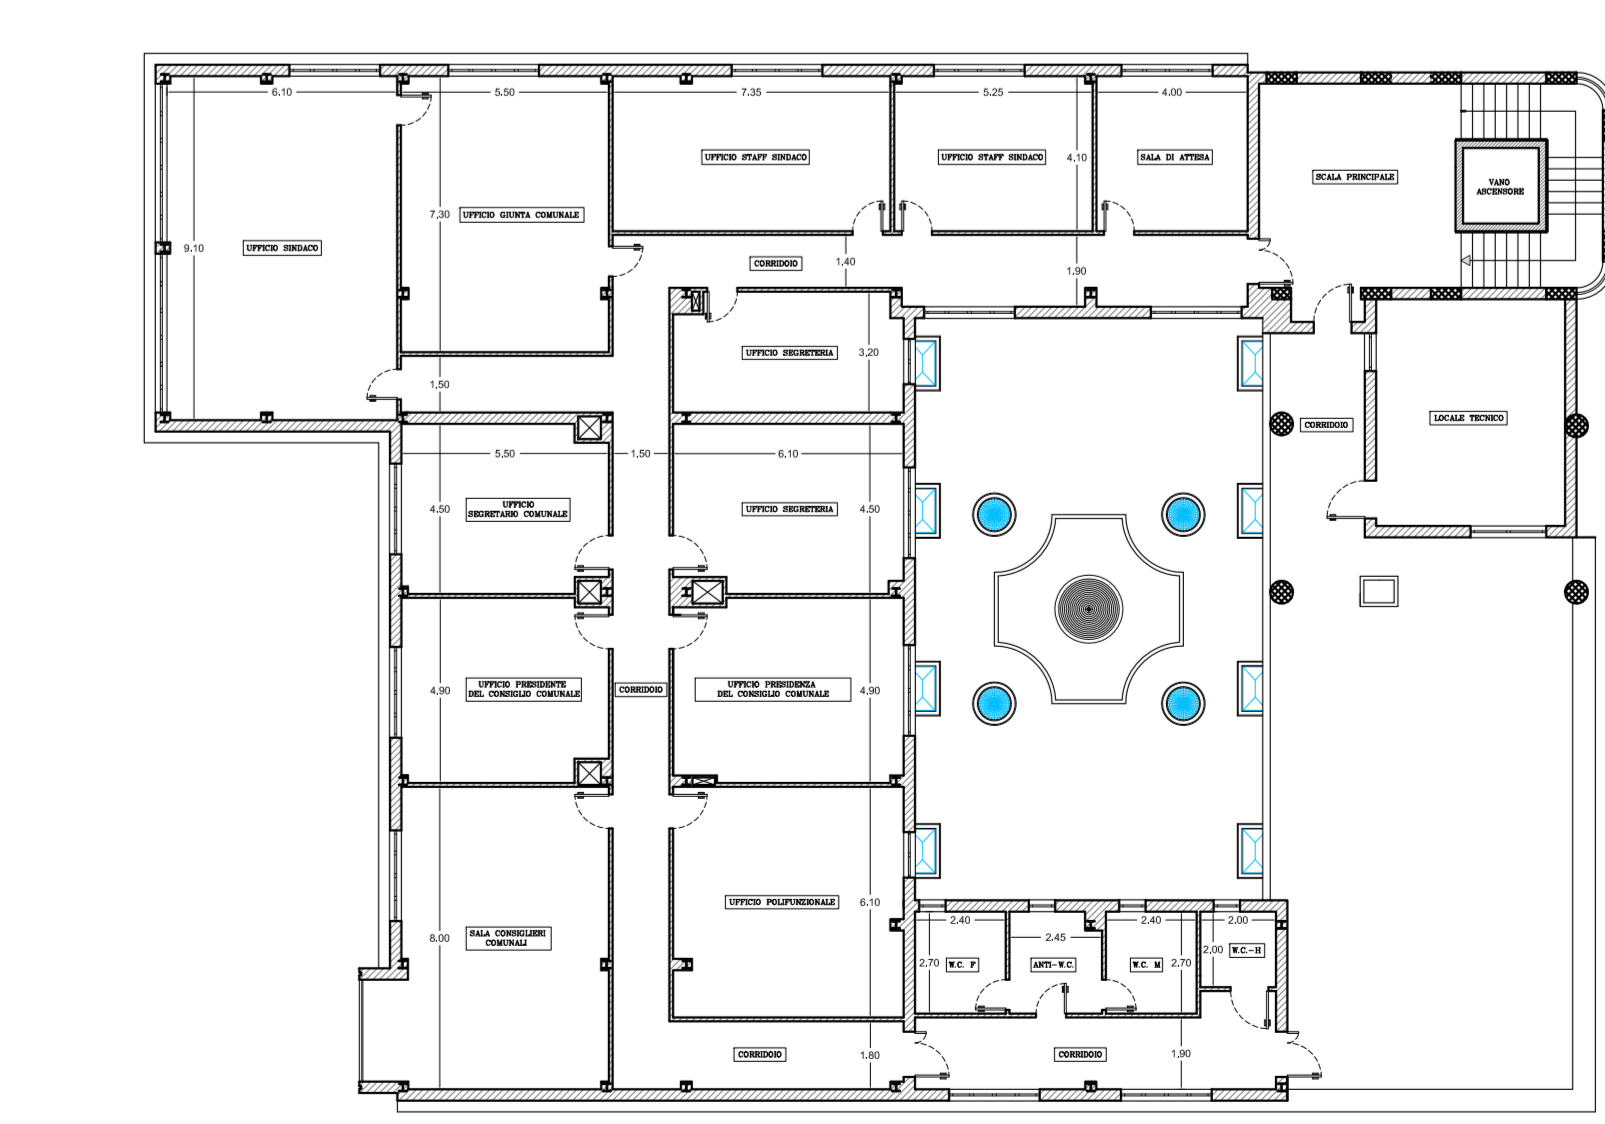 6.10
5.50
7.35
5.25
4.00
UFFICIO STAFF SINDACO
UFFICIO STAFF SINDACO
4.10
SALA DI ATTESA
SCALA PRINCIPALE
VANO
ASCENSORE
7.30
UFFICIO GIUNTA COMUNALE
9.10
UFFICIO SINDACO
CORRIDOIO
1.40
1.90
UFFICIO SEGRETERIA
3.20
1.50
LOCALE TECNICO
CORRIDOIO
5.50
1.50
6.10
4.50
UFFICIO
SEGRETARIO COMUNALE
UFFICIO SEGRETERIA
4.50
4.90
UFFICIO PRESIDENTE
DEL CONSIGLIO COMUNALE
CORRIDOIO
UFFICIO PRESIDENZA
DEL CONSIGLIO COMUNALE
4.90
UFFICIO POLIFUNZIONALE
6.10
8.00
SALA CONSIGLIERI
COMUNALI
2.40
2.45
2.40
2.00
2.70
W.C. F
ANTI-W.C.
W.C. M
2.70
2.00
W.C.-H
CORRIDOIO
1.80
CORRIDOIO
1.90